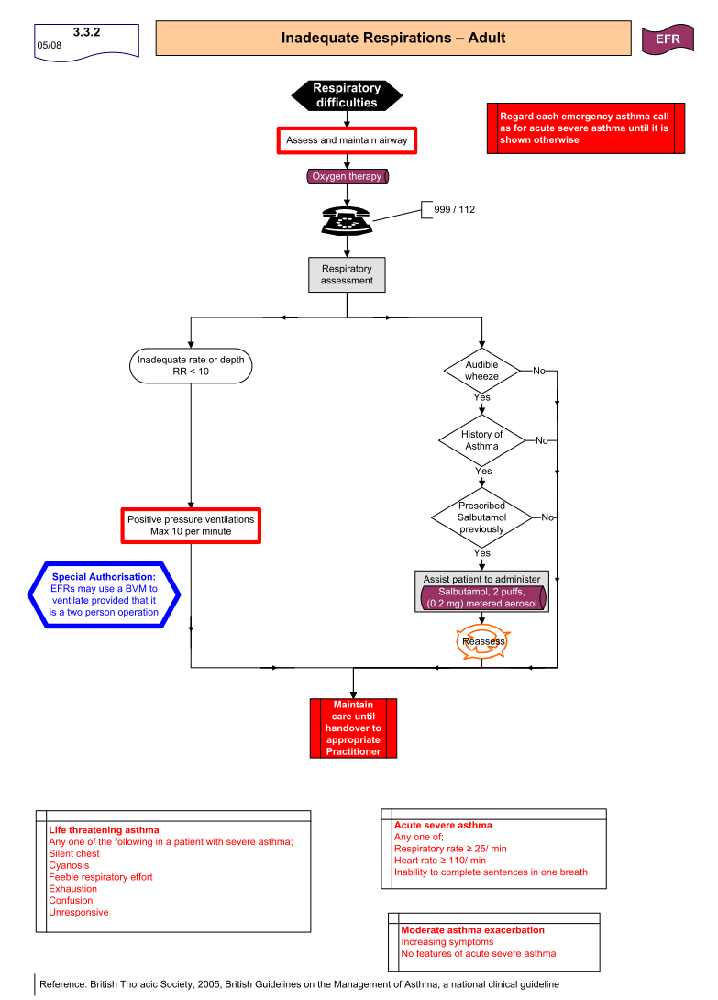 3.3.2
05/08
Inadequate Respirations – Adult
EFR
Respiratory
difficulties
Regard each emergency asthma call
as for acute severe asthma until it is
shown otherwise
Assess and maintain airway
Oxygen therapy
999 / 112
Respiratory
assessment
Inadequate rate or depth
RR < 10
Audible
wheeze
No
Yes
History of
Asthma
No
Yes
Prescribed
Salbutamol
previously
No
Yes
Positive pressure ventilations
Max 10 per minute
Special Authorisation:
EFRs may use a BVM to
ventilate provided that it
is a two person operation
Assist patient to administer
Salbutamol, 2 puffs,
(0.2 mg) metered aerosol
Reassess
Maintain
care until
handover to
appropriate
Practitioner
Life threatening asthma
Any one of the following in a patient with severe asthma;
Silent chest
Cyanosis
Feeble respiratory effort
Exhaustion
Confusion
Unresponsive
Acute severe asthma
Any one of;
Respiratory rate ≥ 25/ min
Heart rate ≥ 110/ min
Inability to complete sentences in one breath
Moderate asthma exacerbation
Increasing symptoms
No features of acute severe asthma
Reference: British Thoracic Society, 2005, British Guidelines on the Management of Asthma, a national clinical guideline